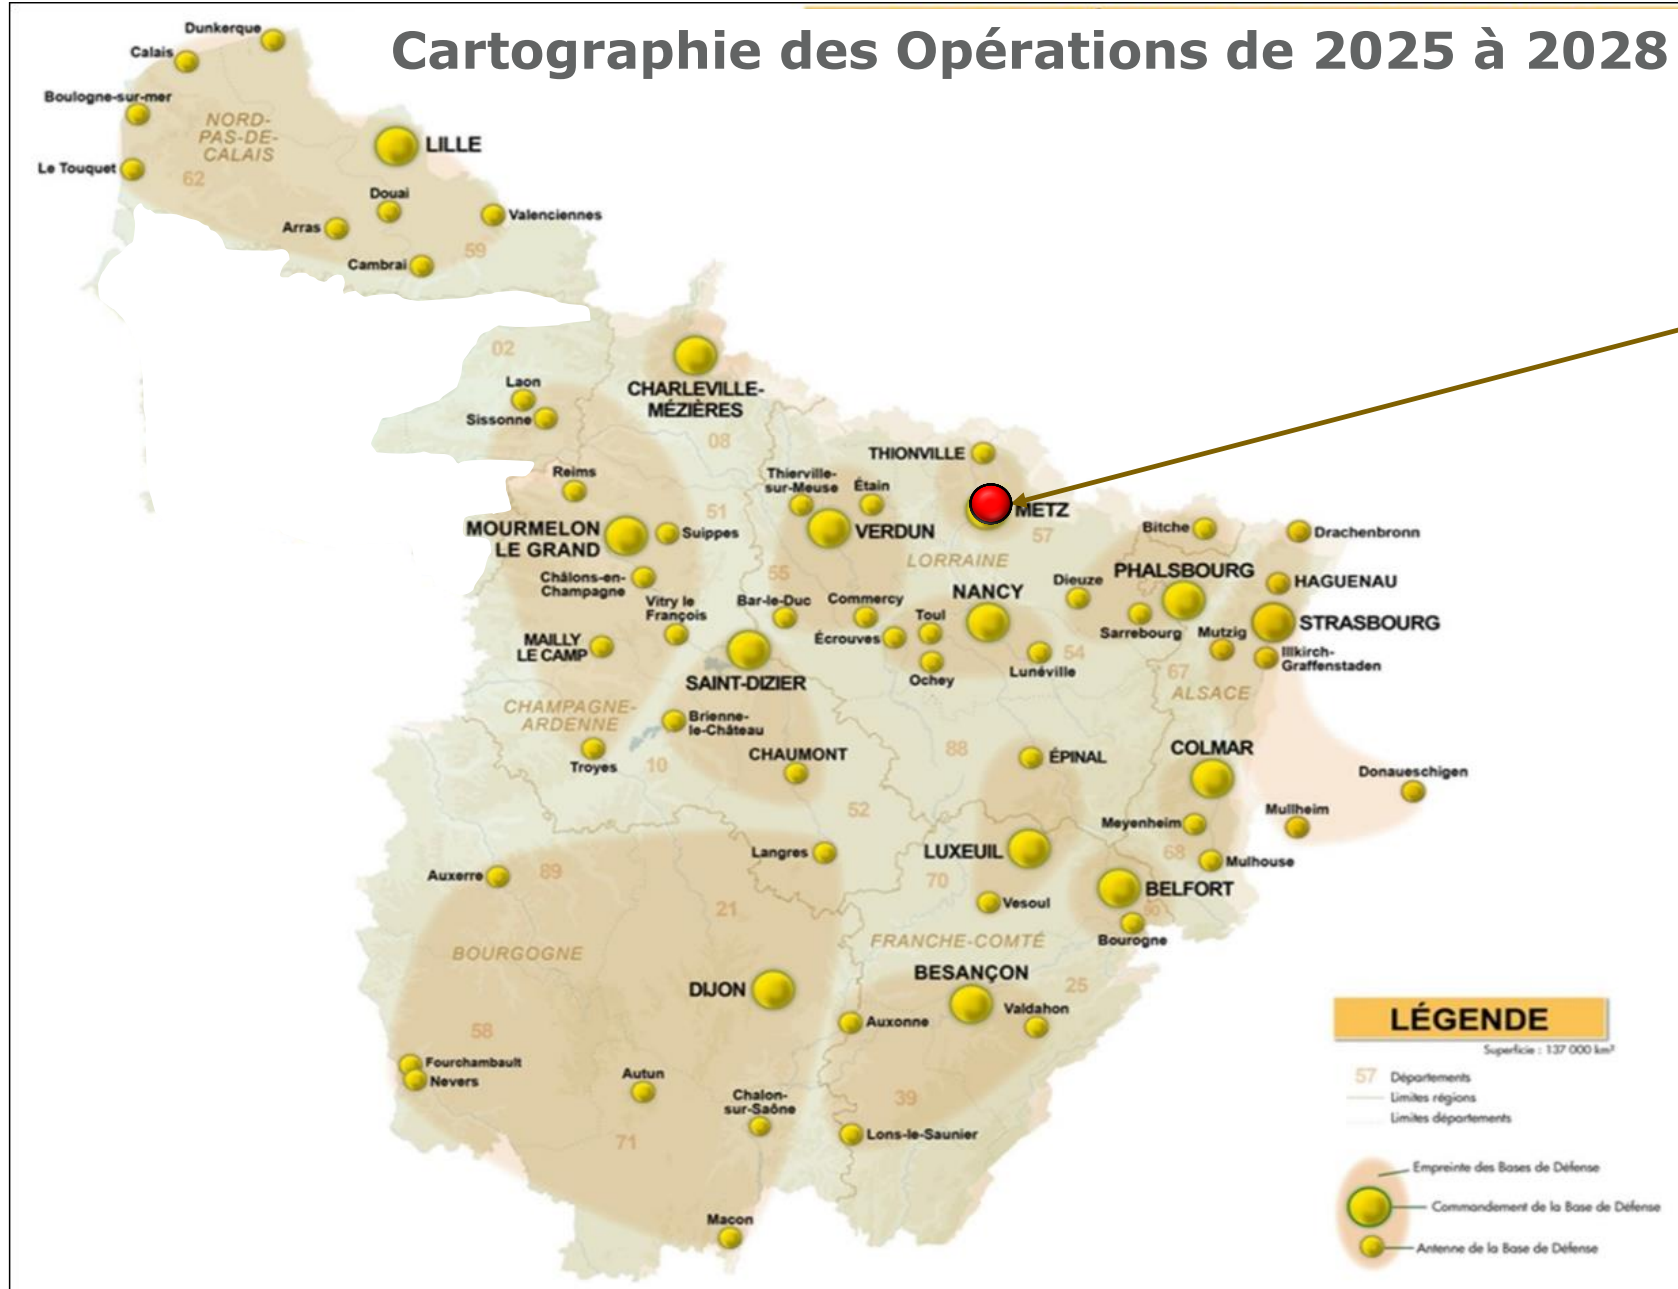 Cartographie des Opérations de 2025 à 2028
Dunkerque
Calais
Boulogne-sur-mer
NORD-
PAS-DE-
CALAIS
LILLE
Le Touquet
62
Douai
Valenciennes
Arras
59
Cambrai
02
Laon
Sissonne
CHARLEVILLE-
MÉZIÈRES
08
THIONVILLE
Reims
Thierville-
sur-Meuse
Étain
METZ
51
MOURMELON
LE GRAND
Suippes
VERDUN
57
Bitche
Drachenbronn
LORRAINE
55
Châlons-en-
Champagne
Dieuze
PHALSBOURG
HAGUENAU
Vitry le
François
Bar-le-Duc
Commercy
NANCY
Toul
Écrouves
Sarrebourg
Mutzig
STRASBOURG
MAILLY
LE CAMP
Illkirch-
Graffenstaden
54
Ochey
Lunéville
67
SAINT-DIZIER
ALSACE
CHAMPAGNE-
ARDENNE
Brienne-
le-Château
88
COLMAR
CHAUMONT
ÉPINAL
Troyes
10
Donaueschigen
52
Mullheim
Meyenheim
Langres
LUXEUIL
68
Mulhouse
Auxerre
89
70
BELFORT
Vesoul
21
90
Bourogne
BOURGOGNE
FRANCHE-COMTÉ
BESANÇON
DIJON
25
Valdahon
Auxonne
58
Fourchambault
Nevers
Autun
Chalon-
sur-Saône
39
71
Lons-le-Saunier
Macon
LÉGENDE
Superficie : 137 000 km²
57 Départements
Limites régions
Limites départements
Empreinte des Bases de Défense
Commandement de la Base de Défense
Antenne de la Base de Défense